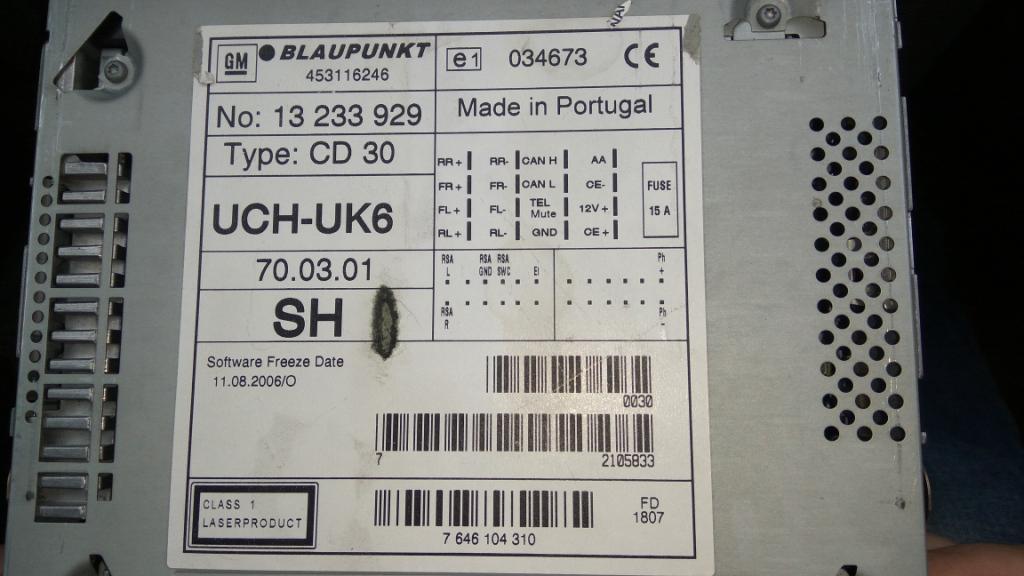 GM BLAUPUNKT
453116246
e1 034673 CE
No: 13 233 929
Made in Portugal
Type: CD 30
UCH-UK6
70.03.01
SH
RR+ RR- CAN H AA
FR+ FR- CAN L CE-
FL+ FL- TEL Mute 12V+
RL+ RL- GND CE+
FUSE
15 A
RSA L RSA GND RSA SWC EI Ph +
RSA R Ph -
Software Freeze Date
11.08.2006/O
0030
7 2105833
CLASS 1
LASERPRODUCT
7 646 104 310
FD
1807